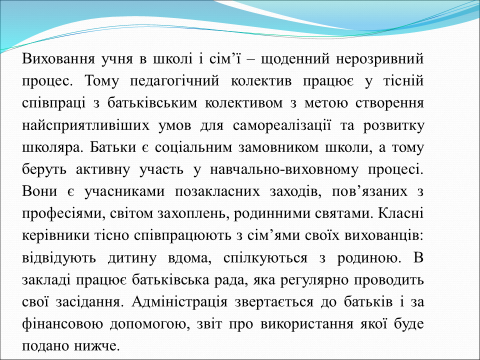 Виховання учня в школі і сім’ї – щоденний нерозривний
процес. Тому педагогічний колектив працює у тісній
співпраці з батьківським колективом з метою створення
найсприятливіших умов для самореалізації та розвитку
школяра. Батьки є соціальним замовником школи, а тому
беруть активну участь у навчально-виховному процесі.
Вони є учасниками позакласних заходів, пов’язаних з
професіями, світом захоплень, родинними святами. Класні
керівники тісно співпрацюють з сім’ями своїх вихованців:
відвідують дитину вдома, спілкуються з родиною. В
закладі працює батьківська рада, яка регулярно проводить
свої засідання. Адміністрація звертається до батьків і за
фінансовою допомогою, звіт про використання якої буде
подано нижче.